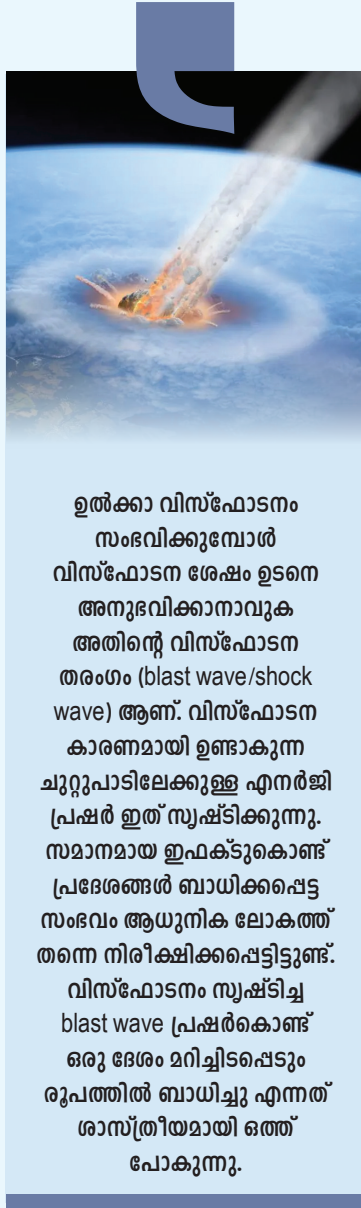 ഉൽക്കാ വിസ്ഫോടനം
സംഭവിക്കുമ്പോൾ
വിസ്ഫോടന ശേഷം ഉടനെ
അനുഭവിക്കാനാവുക
അതിന്റെ വിസ്ഫോടന
തരംഗം (blast wave/shock
wave) ആണ്. വിസ്ഫോടന
കാരണമായി ഉണ്ടാകുന്ന
ചുറ്റുപാടിലേക്കുള്ള എനർജി
പ്രഷർ ഇത് സൃഷ്ടിക്കുന്നു.
സമാനമായ ഇഫക്ടുകൊണ്ട്
പ്രദേശങ്ങൾ ബാധിക്കപ്പെട്ട
സംഭവം ആധുനിക ലോകത്ത്
തന്നെ നിരീക്ഷിക്കപ്പെട്ടിട്ടുണ്ട്.
വിസ്ഫോടനം സൃഷ്ടിച്ച
blast wave പ്രഷർകൊണ്ട്
ഒരു ദേശം മറിച്ചിടപ്പെടും
രൂപത്തിൽ ബാധിച്ചു എന്നത്
ശാസ്ത്രീയമായി ഒത്ത്
പോകുന്നു.